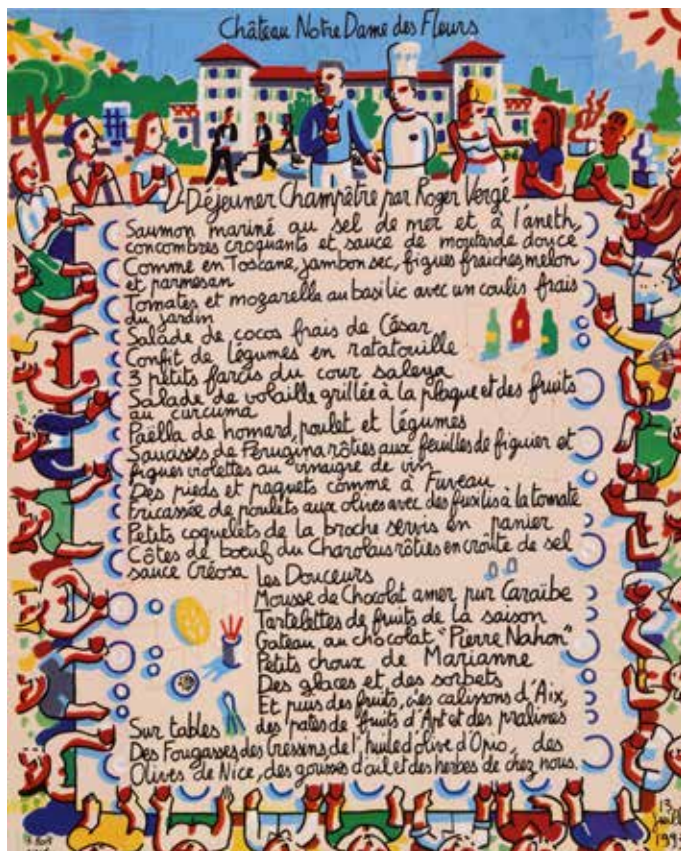 Château Notre Dame des Fleurs
Déjeuner Champêtre par Roger Vergé
Saumon mariné au sel de mer et à l'aneth,
concombres croquants et sauce de moutarde douce
Comme en Toscane, jambon sec, figues fraiches, melon
et parmesan
Tomates et mozarella au basilic avec un coulis frais
du jardin
Salade de cocos frais de César
Confit de légumes en ratatouille
3 petits farcis du cour saleya
Salade de volaille grillée à la plaque et des fruits
au curcuma
Paëlla de homard, poulet et légumes
Saucisses de Perugina rôties aux feuilles de figuier et
figues violettes au vinaigre de vin
Des pieds et paquets comme à Fuveau
Fricassée de poulets aux olives avec des fuxilis à la tomate
Petits coquelets de la broche servis en panier
Côtes de bœuf du Charolais rôties en croûte de sel
sauce Créosa
Les Douceurs
Mousse de Chocolat amer pur Caraïbe
Tartelettes de fruits de la saison
Gateau au chocolat "Pierre Nahon"
Petits choux de Marianne
Des glaces et des sorbets
Et puis des fruits, des calissons d'Aix,
des pates de fruits d'Apt et des pralines
Sur tables
Des Fougasses, des Gressins de l'huile d'olive d'Opio, des
Olives de Nice, des gousses d'ail et des herbes de chez nous.
13